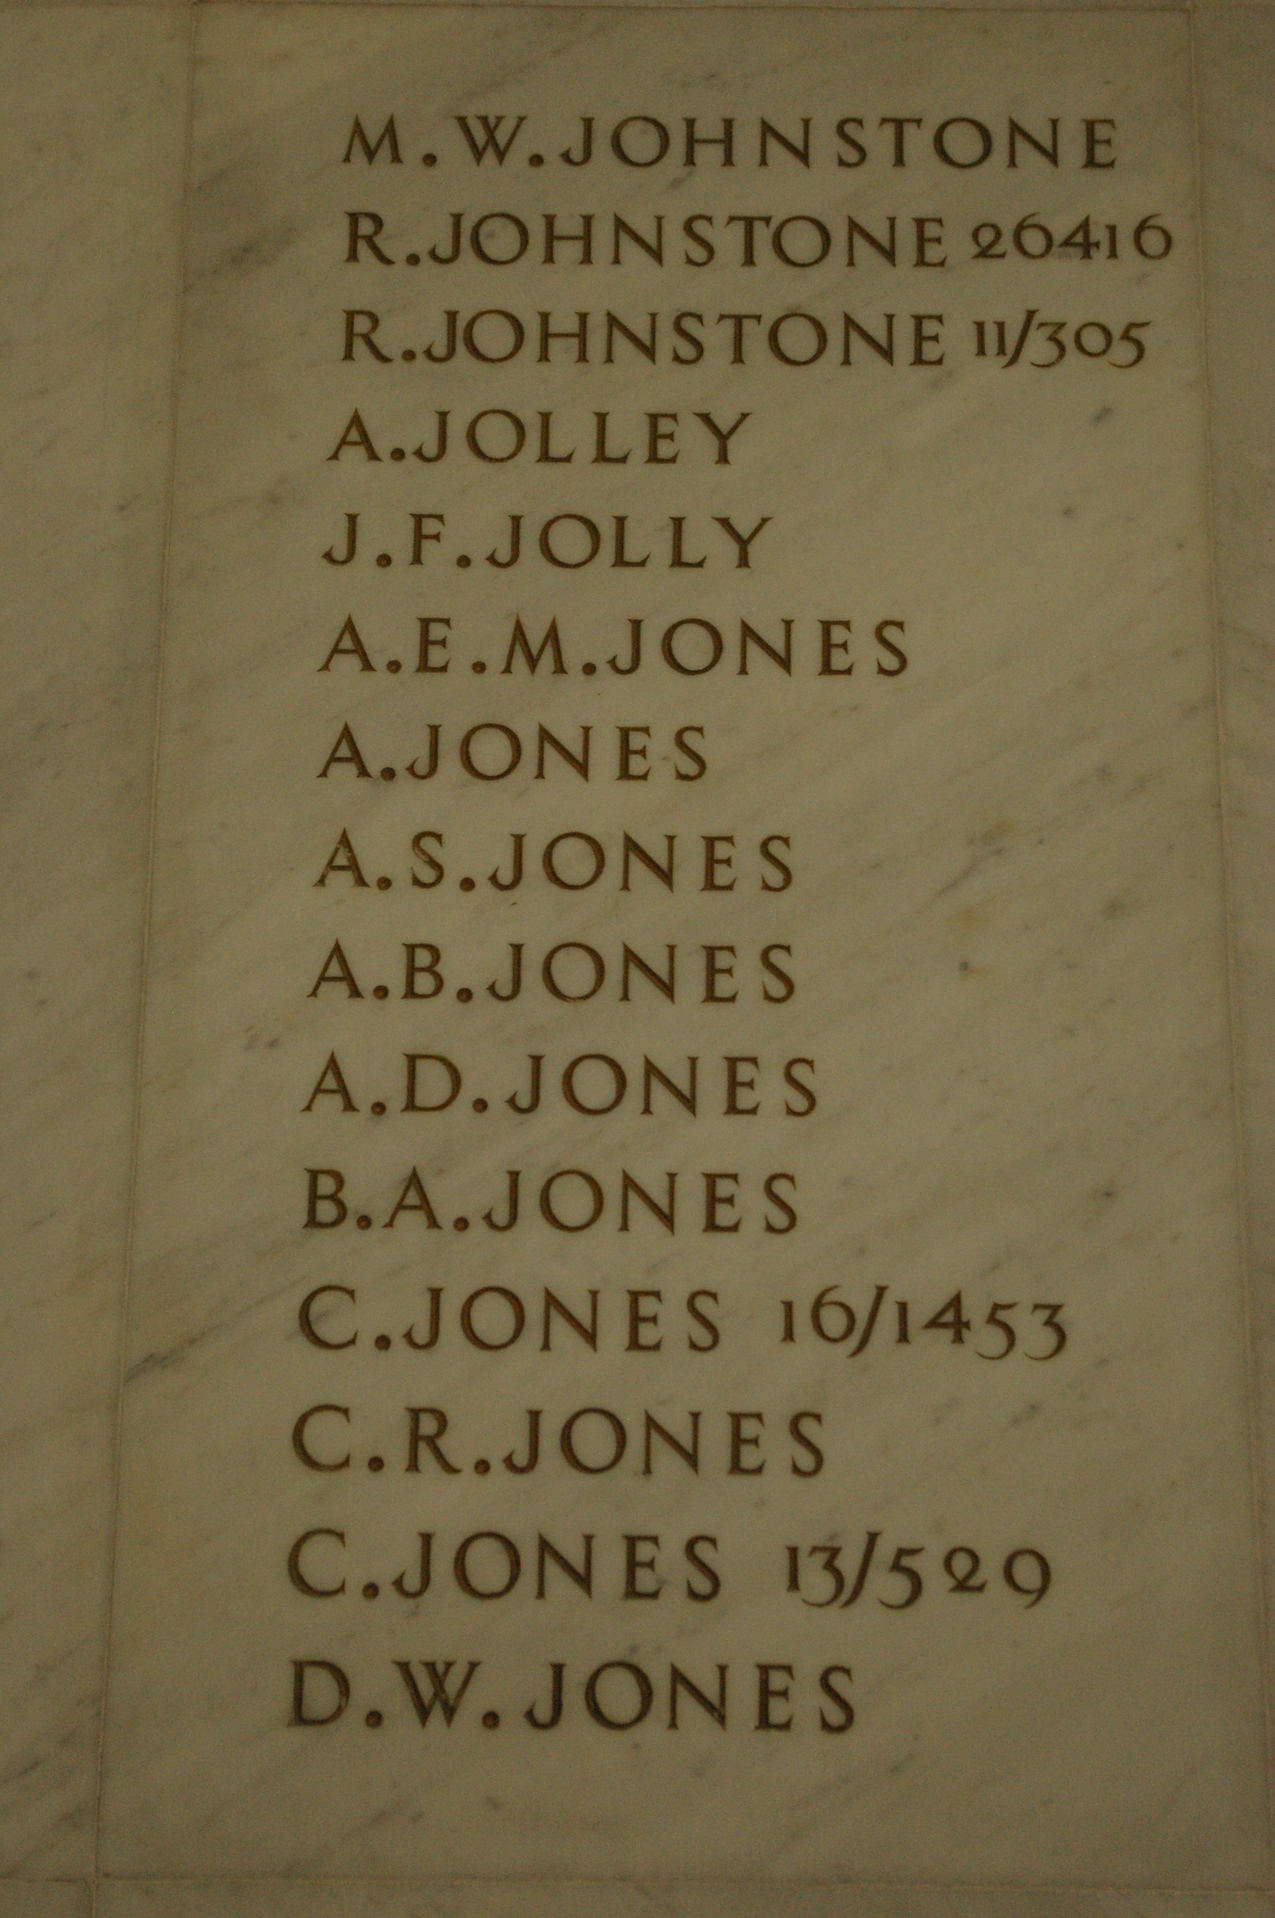 M.W.JOHNSTONE
R.JOHNSTONE 26416
R.JOHNSTONE 11/305
A.JOLLEY
J.F.JOLLY
A.E.M.JONES
A.JONES
A.S.JONES
A.B.JONES
A.D.JONES
B.A.JONES
C.JONES 16/1453
C.R.JONES
C.JONES 13/529
D.W.JONES